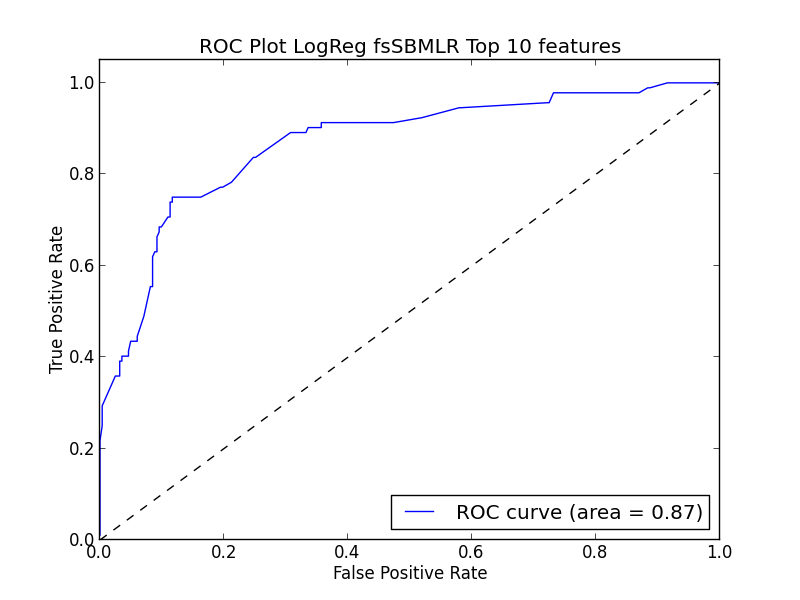 ROC Plot LogReg fsSBMLR Top 10 features
1.0
0.8
0.6
0.4
0.2
0.0
True Positive Rate
ROC curve (area = 0.87)
0.0 0.2 0.4 0.6 0.8 1.0
False Positive Rate